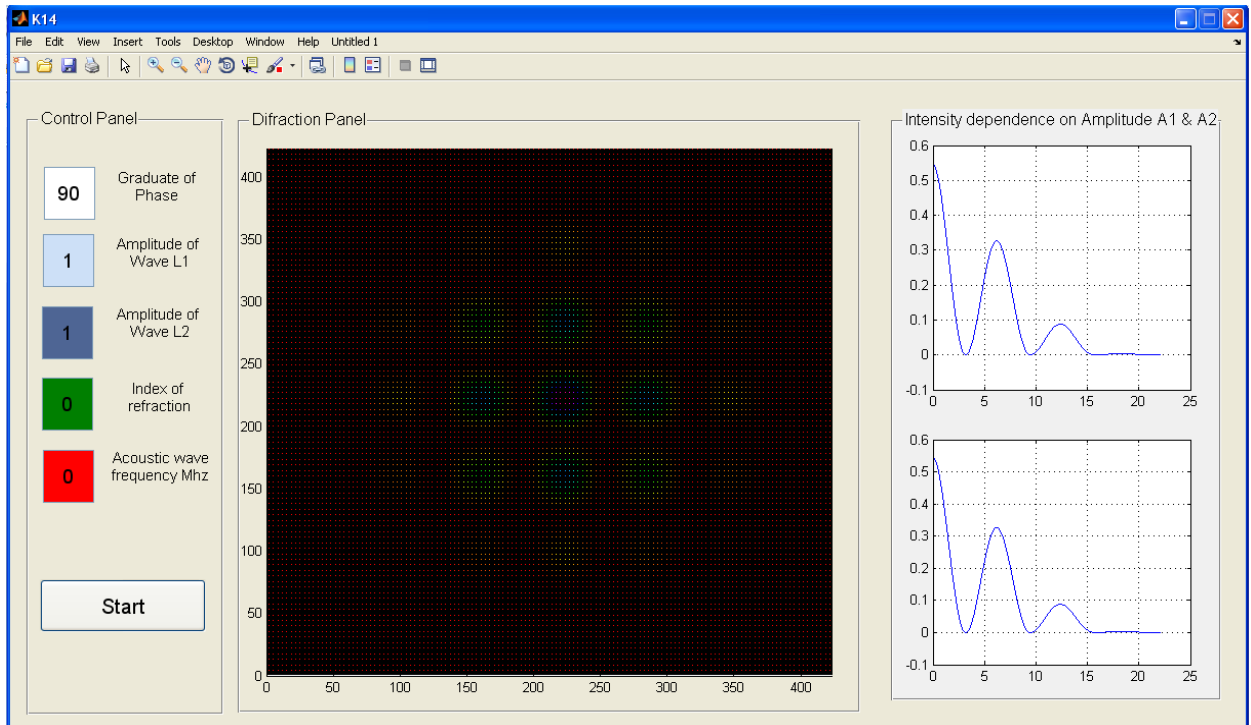 K14
File Edit View Insert Tools Desktop Window Help Untitled 1
Control Panel
90
Graduate of
Phase
1
Amplitude of
Wave L1
1
Amplitude of
Wave L2
0
Index of
refraction
0
Acoustic wave
frequency Mhz
Start
Difraction Panel
400
350
300
250
200
150
100
50
0
0 50 100 150 200 250 300 350 400
Intensity dependence on Amplitude A1 & A2
0.6
0.5
0.4
0.3
0.2
0.1
0
-0.1
0 5 10 15 20 25
0.6
0.5
0.4
0.3
0.2
0.1
0
-0.1
0 5 10 15 20 25